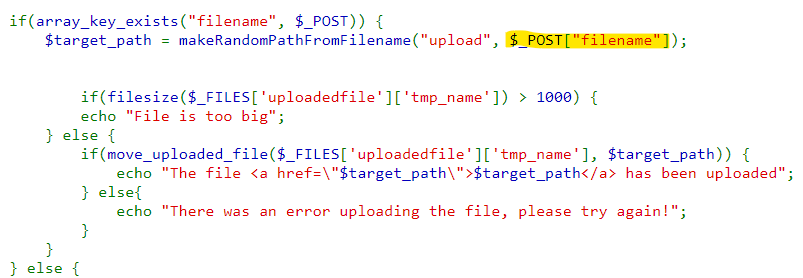 if(array_key_exists("filename", $_POST)) {
    $target_path = makeRandomPathFromFilename("upload", $_POST["filename"]);
        if(filesize($_FILES['uploadedfile']['tmp_name']) > 1000) {
        echo "File is too big";
    } else {
        if(move_uploaded_file($_FILES['uploadedfile']['tmp_name'], $target_path)) {
            echo "The file <a href=\"$target_path\">$target_path</a> has been uploaded";
        } else{
            echo "There was an error uploading the file, please try again!";
        }
    }
} else {